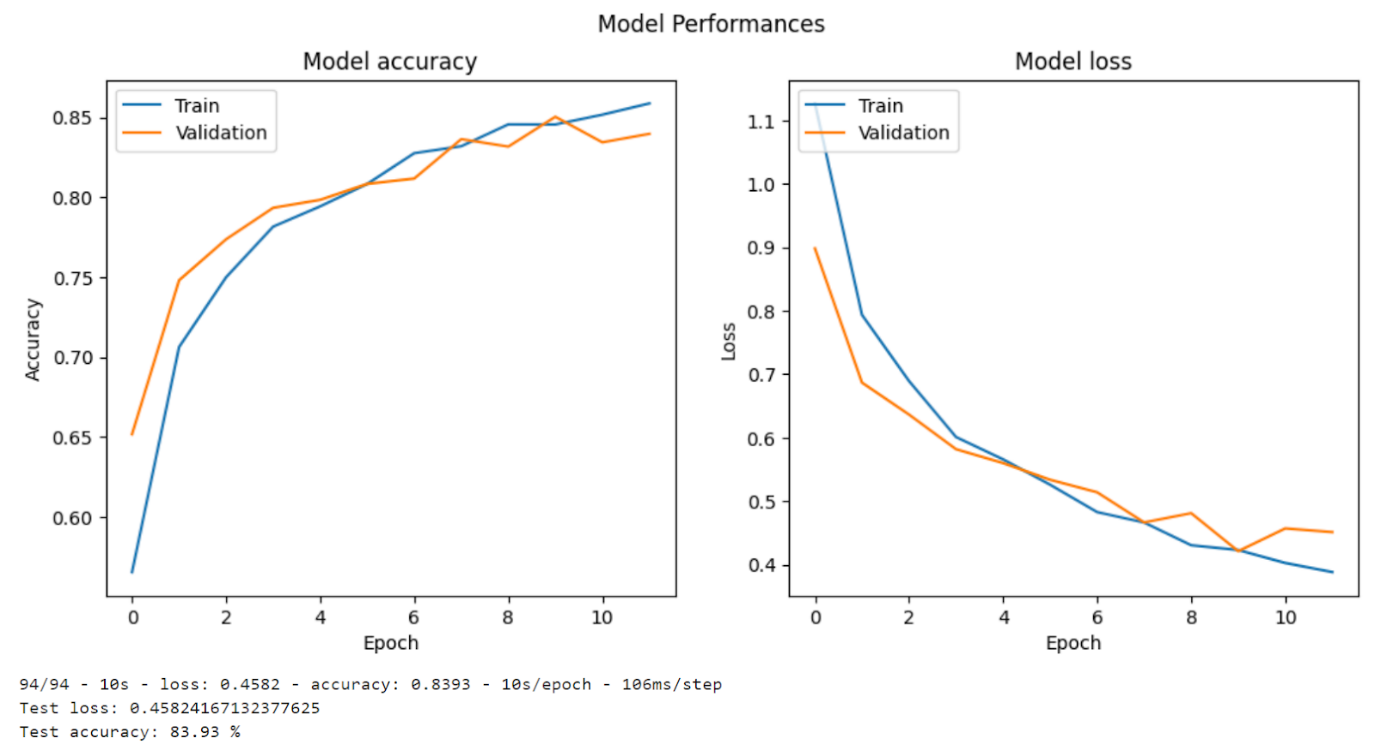 Model Performances
Model accuracy
Train
Validation
0.85
0.80
0.75
0.70
0.65
0.60
Accuracy
0 2 4 6 8 10
Epoch
Model loss
Train
Validation
1.1
1.0
0.9
0.8
0.7
0.6
0.5
0.4
Loss
0 2 4 6 8 10
Epoch
94/94 - 10s - loss: 0.4582 - accuracy: 0.8393 - 10s/epoch - 106ms/step
Test loss: 0.45824167132377625
Test accuracy: 83.93 %